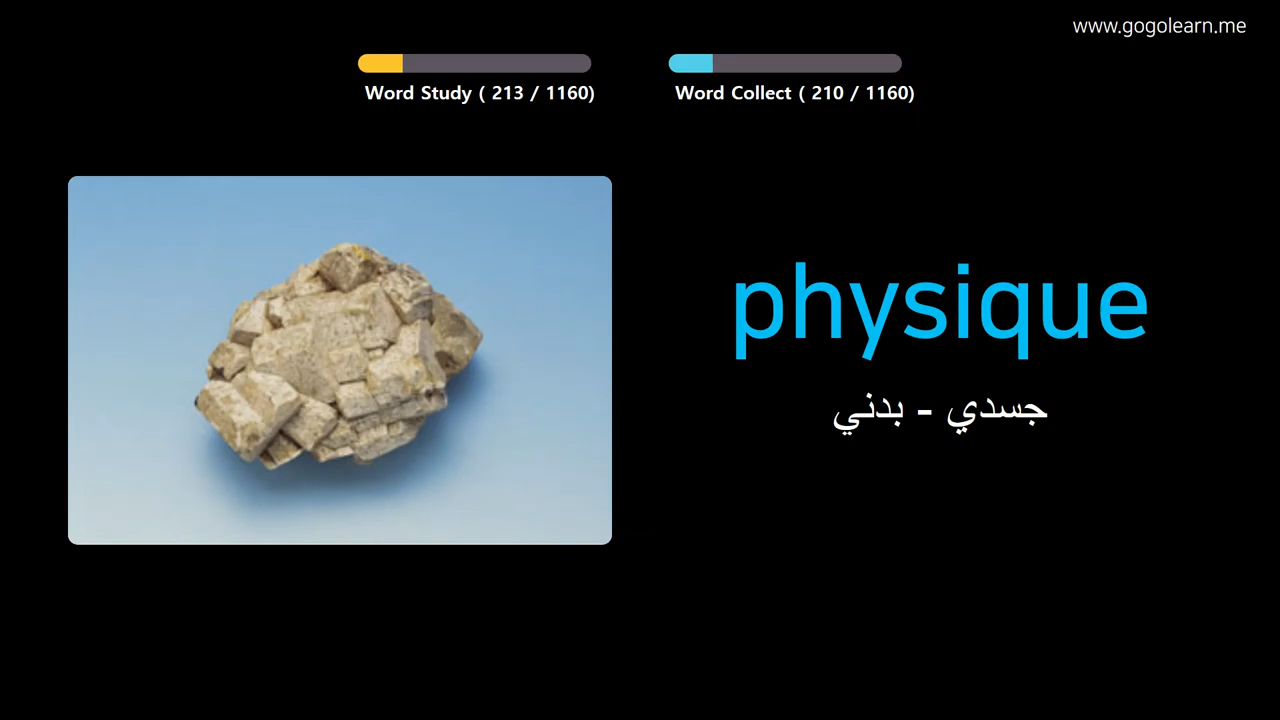 www.gogolearn.me
Word Study ( 213 / 1160)
Word Collect ( 210 / 1160)
physique
جسدي - بدني